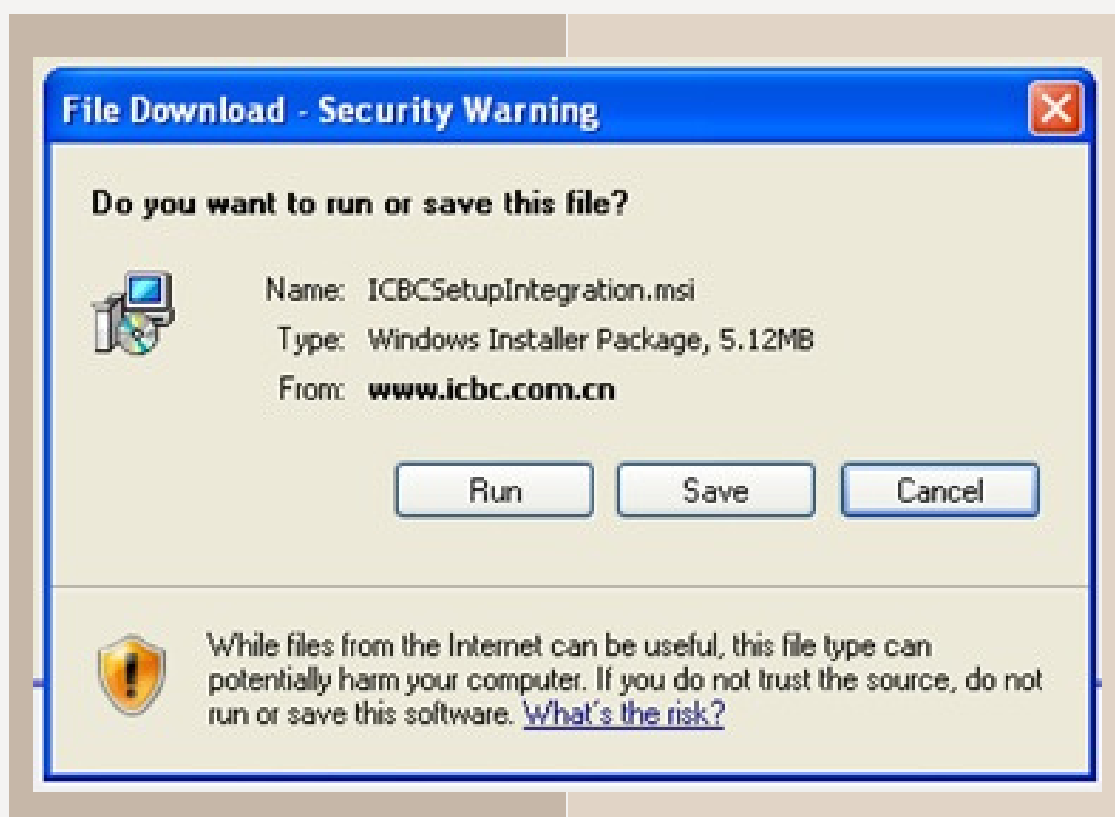 File Download - Security Warning
Do you want to run or save this file?
Name: ICBCSetupIntegration.msi
Type: Windows Installer Package, 5.12MB
From: www.icbc.com.cn
Run Save Cancel
While files from the Internet can be useful, this file type can
potentially harm your computer. If you do not trust the source, do not
run or save this software. What's the risk?